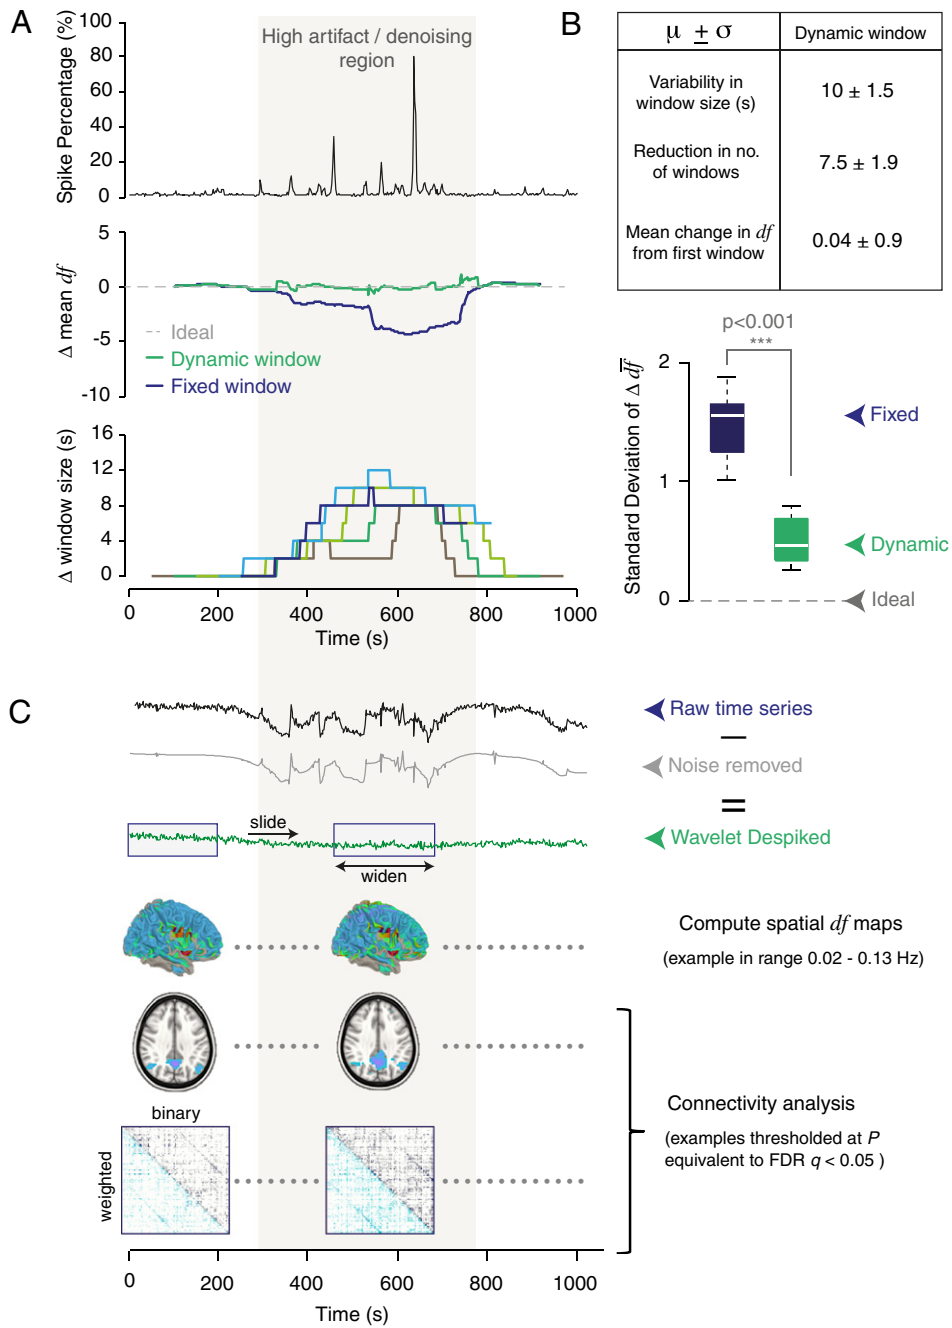 A
Spike Percentage (%)
100
80
60
40
20
0
High artifact / denoising
region
Δ mean df
5
0
-5
-10
Ideal
Dynamic window
Fixed window
Δ window size (s)
16
12
8
4
0
0
200
400
600
800
1000
Time (s)
B
μ ± σ
Dynamic window
Variability in
window size (s)
10 ± 1.5
Reduction in no.
of windows
7.5 ± 1.9
Mean change in df
from first window
0.04 ± 0.9
p<0.001
***
Standard Deviation of Δ df
2
1
0
Fixed
Dynamic
Ideal
C
Raw time series
—
Noise removed
=
Wavelet Despiked
slide
widen
Compute spatial df maps
(example in range 0.02 - 0.13 Hz)
binary
weighted
Connectivity analysis
(examples thresholded at P
equivalent to FDR q < 0.05 )
0
200
400
600
800
1000
Time (s)